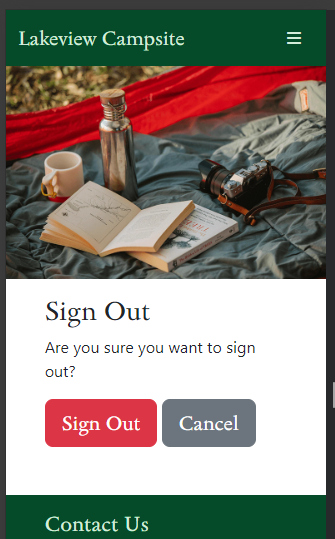 Lakeview Campsite
Sign Out
Are you sure you want to sign
out?
Sign Out Cancel
Contact Us